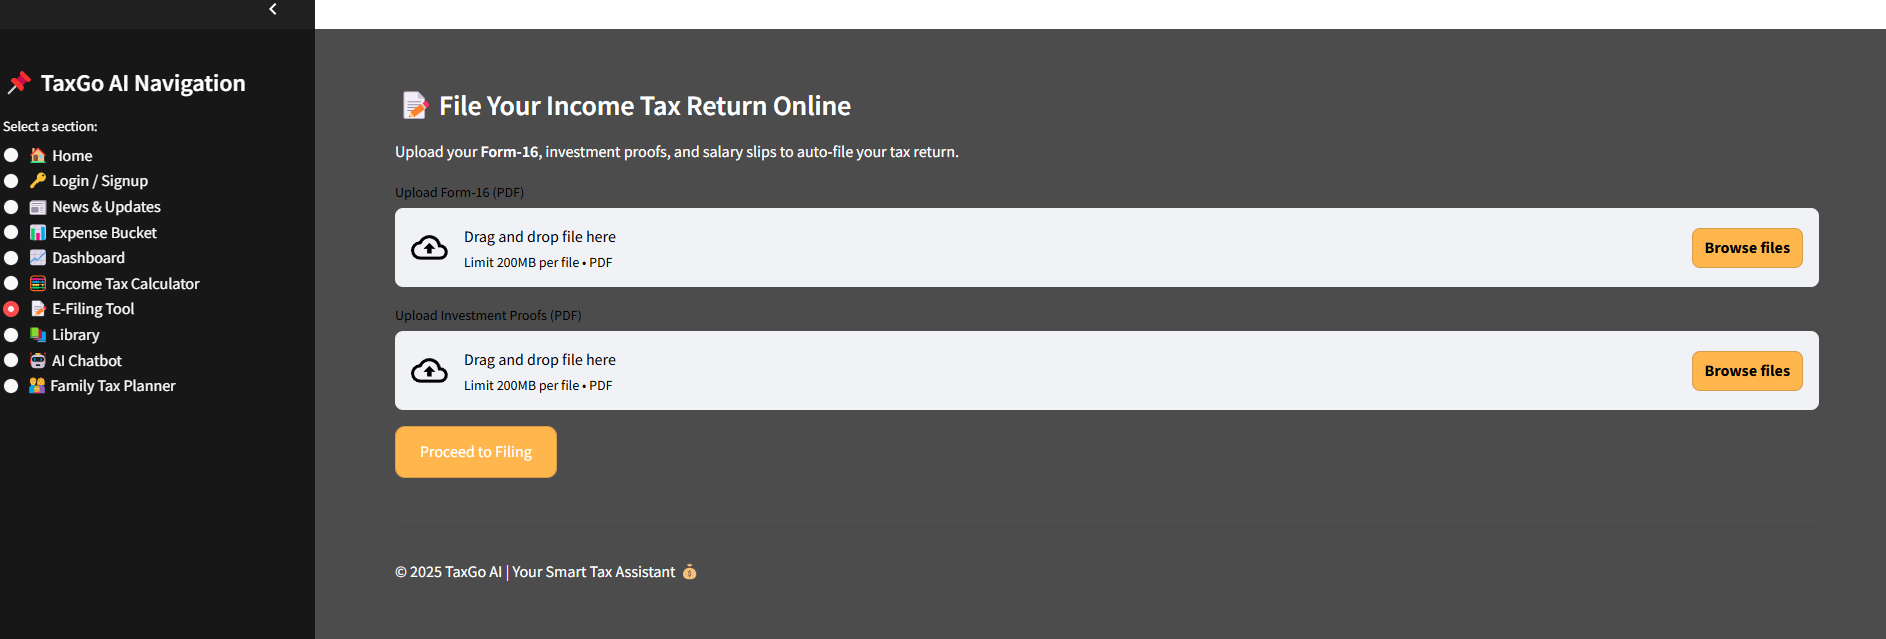 TaxGo AI Navigation
Select a section:
Home
Login / Signup
News & Updates
Expense Bucket
Dashboard
Income Tax Calculator
E-Filing Tool
Library
AI Chatbot
Family Tax Planner
File Your Income Tax Return Online
Upload your Form-16, investment proofs, and salary slips to auto-file your tax return.
Upload Form-16 (PDF)
Drag and drop file here
Limit 200MB per file • PDF
Browse files
Upload Investment Proofs (PDF)
Drag and drop file here
Limit 200MB per file • PDF
Browse files
Proceed to Filing
© 2025 TaxGo AI | Your Smart Tax Assistant